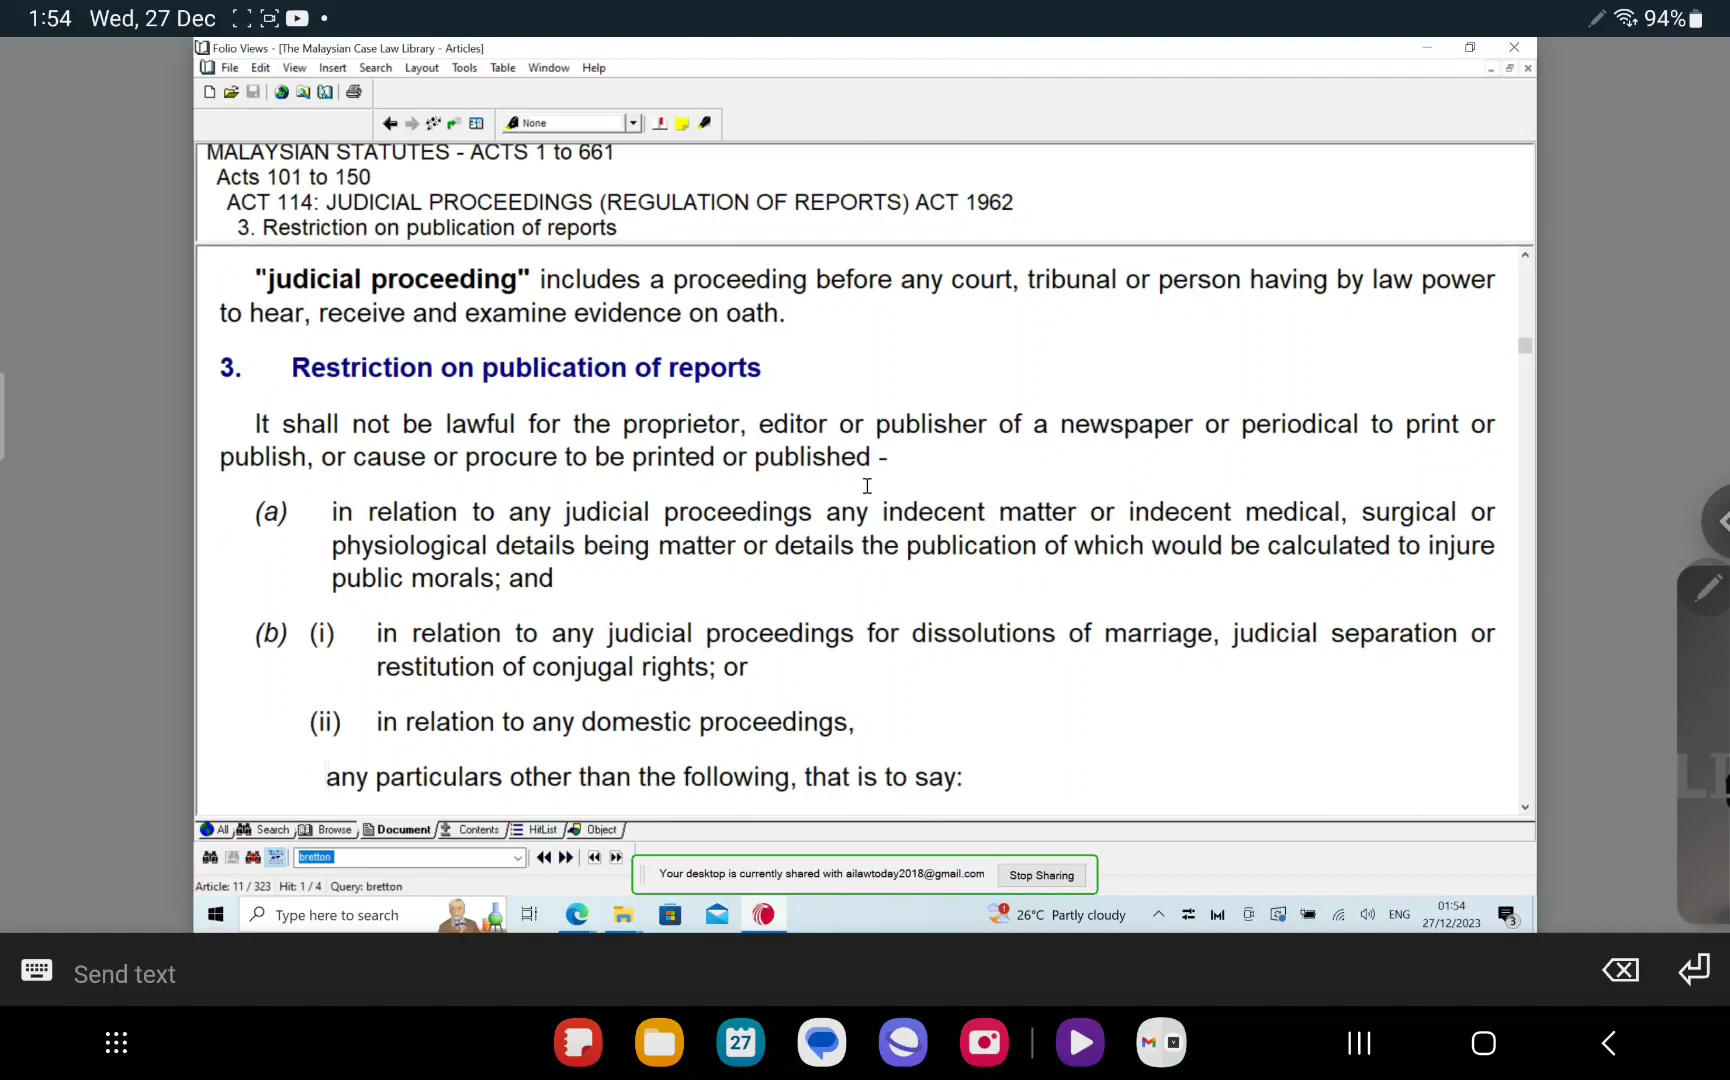 1:54 Wed, 27 Dec
94%
Folio Views - [The Malaysian Case Law Library - Articles]
File Edit View Insert Search Layout Tools Table Window Help
None
MALAYSIAN STATUTES - ACTS 1 to 661
Acts 101 to 150
ACT 114: JUDICIAL PROCEEDINGS (REGULATION OF REPORTS) ACT 1962
3. Restriction on publication of reports
"judicial proceeding" includes a proceeding before any court, tribunal or person having by law power
to hear, receive and examine evidence on oath.
3. Restriction on publication of reports
It shall not be lawful for the proprietor, editor or publisher of a newspaper or periodical to print or
publish, or cause or procure to be printed or published -
(a) in relation to any judicial proceedings any indecent matter or indecent medical, surgical or
physiological details being matter or details the publication of which would be calculated to injure
public morals; and
(b) (i) in relation to any judicial proceedings for dissolutions of marriage, judicial separation or
restitution of conjugal rights; or
(ii) in relation to any domestic proceedings,
any particulars other than the following, that is to say:
All Search Browse Document Contents HitList Object
bretton
Your desktop is currently shared with ailawtoday2018@gmail.com Stop Sharing
Article: 11 / 323 Hit: 1 / 4 Query: bretton
Type here to search
26°C Partly cloudy
ENG
01:54
27/12/2023
3
Send text
27